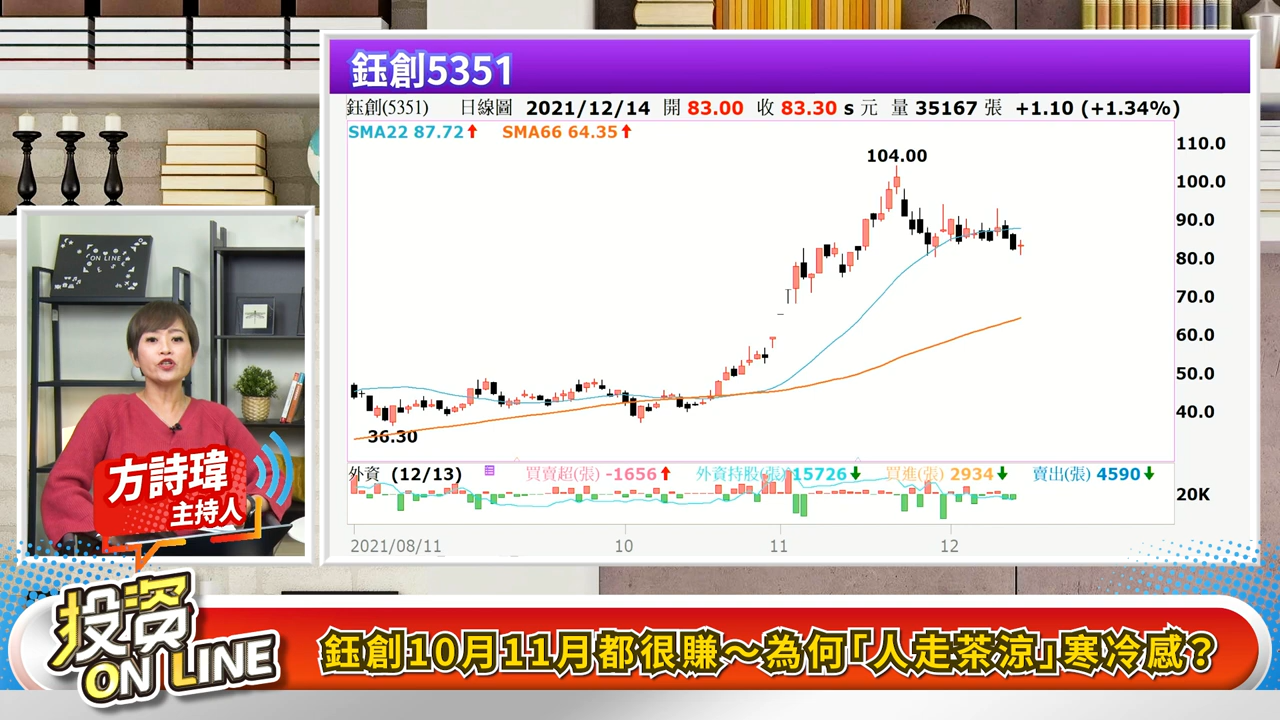 鈺創5351
鈺創(5351) 日線圖 2021/12/14 開 83.00 收 83.30 s 元 量 35167 張 +1.10 (+1.34%)
SMA22 87.72↑ SMA66 64.35↑
104.00
36.30
110.0
100.0
90.0
80.0
70.0
60.0
50.0
40.0
外資 (12/13) 買賣超(張) -1656↑ 外資持股(張) 15726↓ 買進(張) 2934↓ 賣出(張) 4590↓
20K
2021/08/11 10 11 12
ON LINE
方詩瑋
主持人
投資
ON LINE
鈺創10月11月都很賺～為何「人走茶涼」寒冷感？